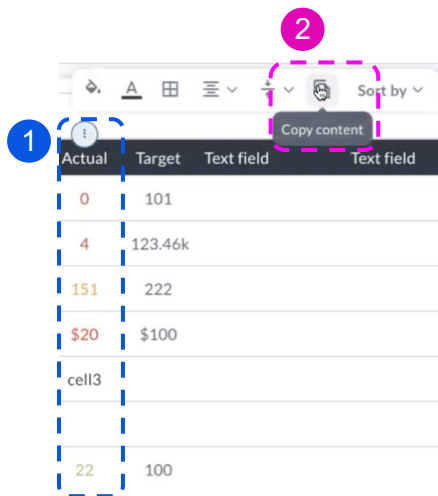 2
A
Sort by
Copy content
1
Actual Target Text field Text field
0 101
4 123.46k
151 222
$20 $100
cell3
22 100